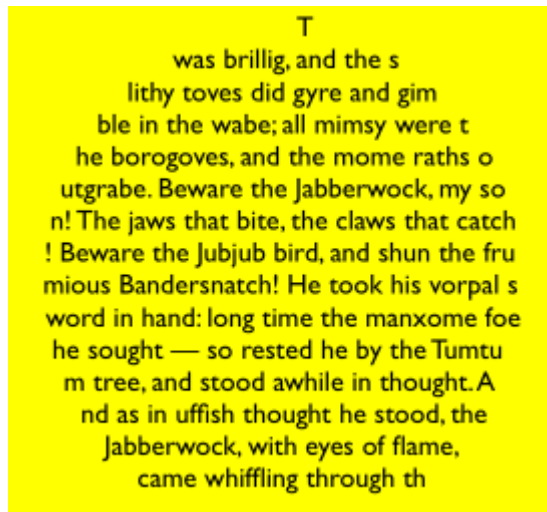 T
was brillig, and the s
lithy toves did gyre and gim
ble in the wabe; all mimsy were t
he borogoves, and the mome raths o
utgrabe. Beware the Jabberwock, my so
n! The jaws that bite, the claws that catch
! Beware the Jubjub bird, and shun the fru
mious Bandersnatch! He took his vorpal s
word in hand: long time the manxome foe
he sought — so rested he by the Tumtu
m tree, and stood awhile in thought. A
nd as in uffish thought he stood, the
Jabberwock, with eyes of flame,
came whiffling through th